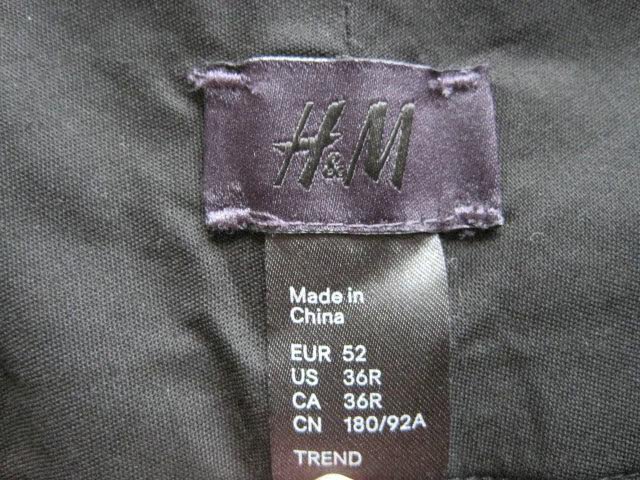 H&M
Made in
China
EUR 52
US 36R
CA 36R
CN 180/92A
TREND